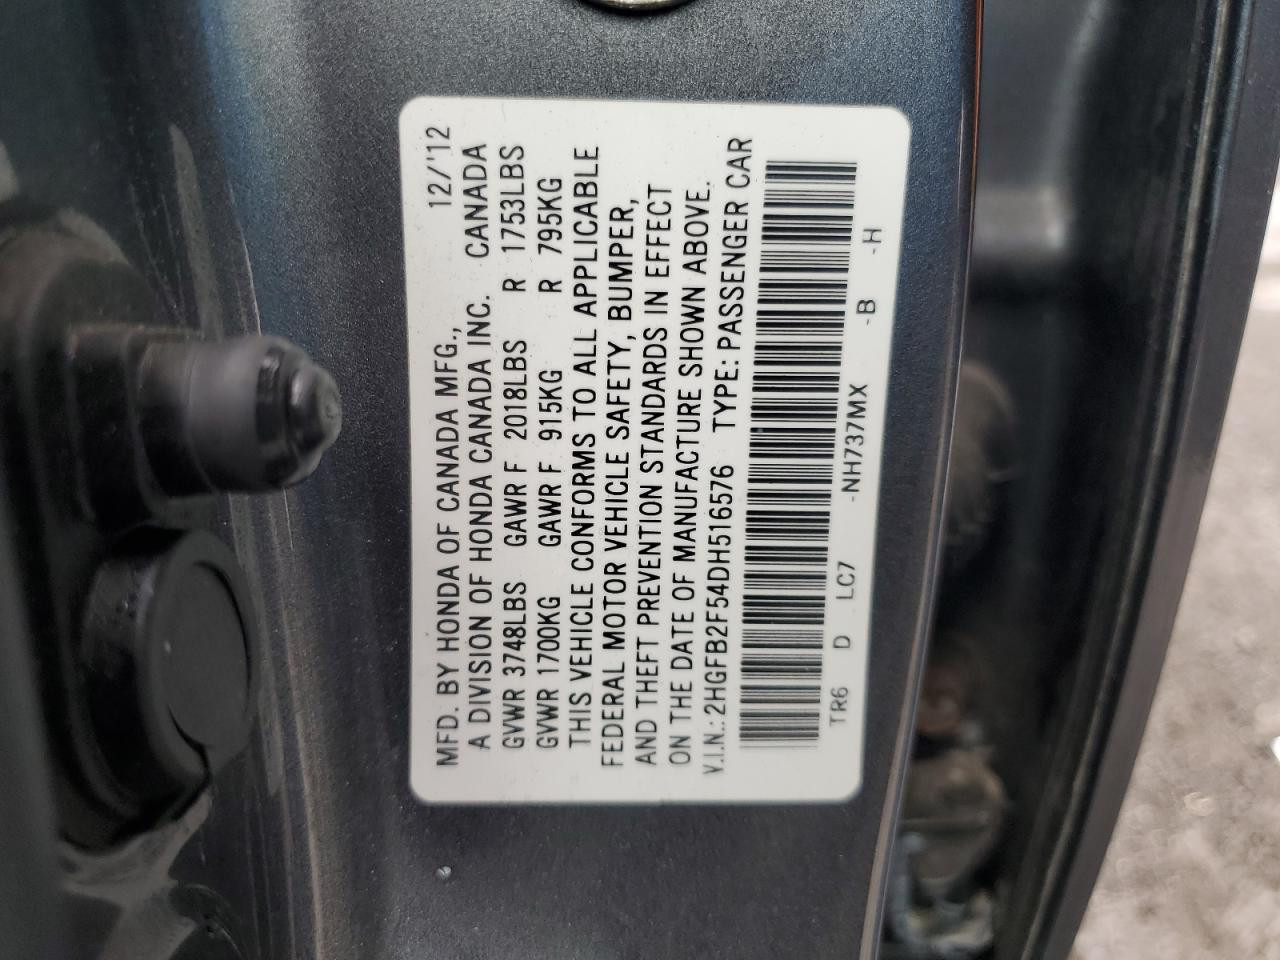 MFD. BY HONDA OF CANADA MFG., 12/'12
A DIVISION OF HONDA CANADA INC. CANADA
GVWR 3748LBS GAWR F 2018LBS R 1753LBS
GVWR 1700KG GAWR F 915KG R 795KG
THIS VEHICLE CONFORMS TO ALL APPLICABLE
FEDERAL MOTOR VEHICLE SAFETY, BUMPER,
AND THEFT PREVENTION STANDARDS IN EFFECT
ON THE DATE OF MANUFACTURE SHOWN ABOVE.
V.I.N.: 2HGFB2F54DH516576 TYPE: PASSENGER CAR
TR6 D LC7 -NH737MX -B -H